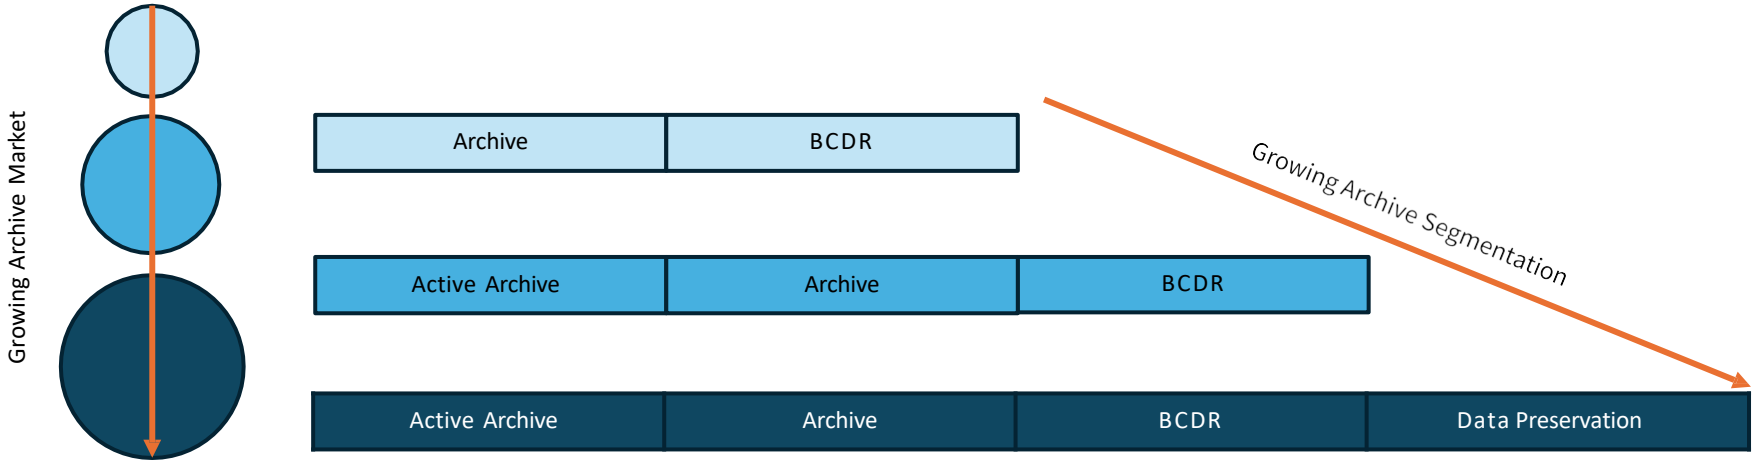 Growing Archive Market
Archive
BCDR
Growing Archive Segmentation
Active Archive
Archive
BCDR
Active Archive
Archive
BCDR
Data Preservation